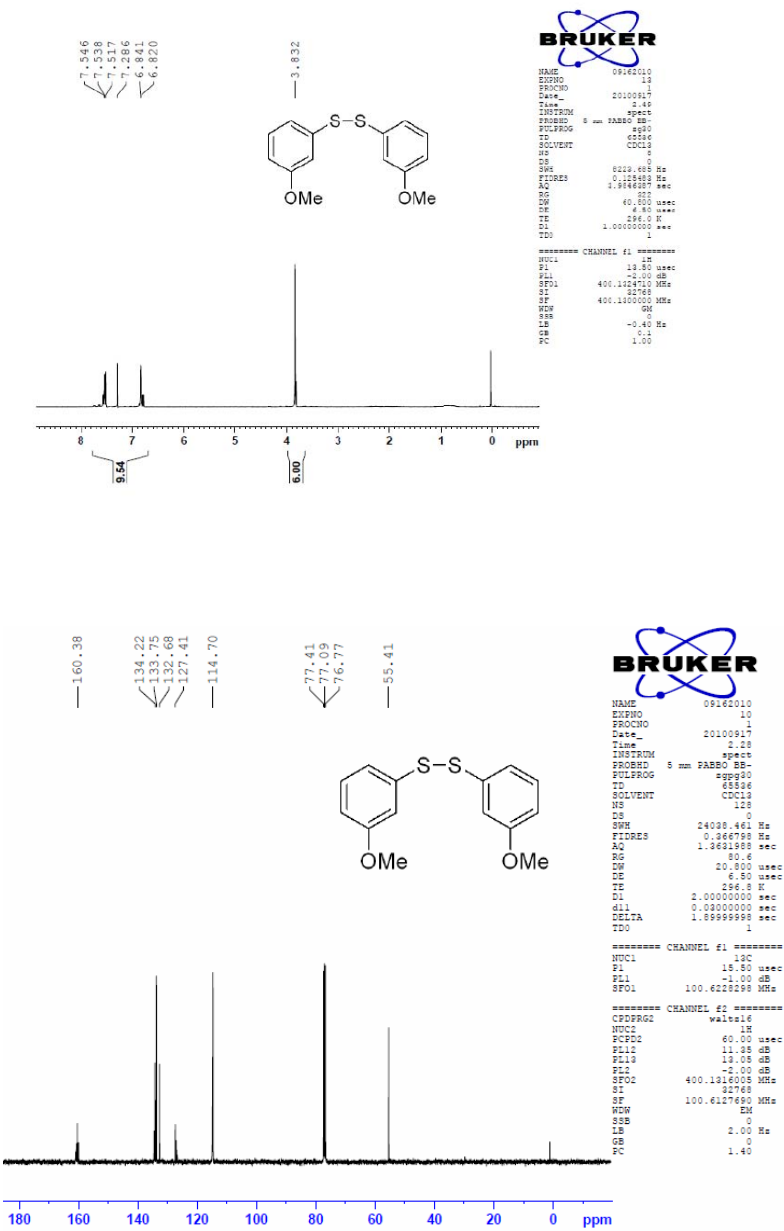 7.546
7.538
7.517
7.286
6.841
6.820
3.832
S-S
OMe
OMe
BRUKER
NAME 09162010
EXPNO 13
PROCNO 1
Date_ 20100917
Time 2.49
INSTRUM spect
PROBHD 5 mm PABBO BB-
PULPROG zg30
TD 65536
SOLVENT CDCl3
NS 8
DS 0
SWH 8223.685 Hz
FIDRES 0.125483 Hz
AQ 3.9846387 sec
RG 322
DW 60.800 usec
DE 6.50 usec
TE 296.0 K
D1 1.00000000 sec
TD0 1
======== CHANNEL f1 ========
NUC1 1H
P1 13.80 usec
PL1 -2.00 dB
SFO1 400.1324710 MHz
SI 32768
SF 400.1300000 MHz
WDW GM
SSB 0
LB -0.40 Hz
GB 0.1
PC 1.00
8 7 6 5 4 3 2 1 0 ppm
9.54
6.00
160.38
134.22
133.75
132.68
127.41
114.70
77.41
77.09
76.77
55.41
S-S
OMe
OMe
BRUKER
NAME 09162010
EXPNO 10
PROCNO 1
Date_ 20100917
Time 2.28
INSTRUM spect
PROBHD 5 mm PABBO BB-
PULPROG zgpg30
TD 65536
SOLVENT CDCl3
NS 128
DS 0
SWH 24038.461 Hz
FIDRES 0.366798 Hz
AQ 1.3631988 sec
RG 80.6
DW 20.800 usec
DE 6.50 usec
TE 296.8 K
D1 2.00000000 sec
d11 0.03000000 sec
DELTA 1.89999998 sec
TD0 1
======== CHANNEL f1 ========
NUC1 13C
P1 15.50 usec
PL1 -1.00 dB
SFO1 100.6228298 MHz
======== CHANNEL f2 ========
CPDPRG2 waltz16
NUC2 1H
PCPD2 60.00 usec
PL12 11.35 dB
PL13 13.05 dB
PL2 -2.00 dB
SFO2 400.1316005 MHz
SI 32768
SF 100.6127690 MHz
WDW EM
SSB 0
LB 2.00 Hz
GB 0
PC 1.40
180 160 140 120 100 80 60 40 20 0 ppm